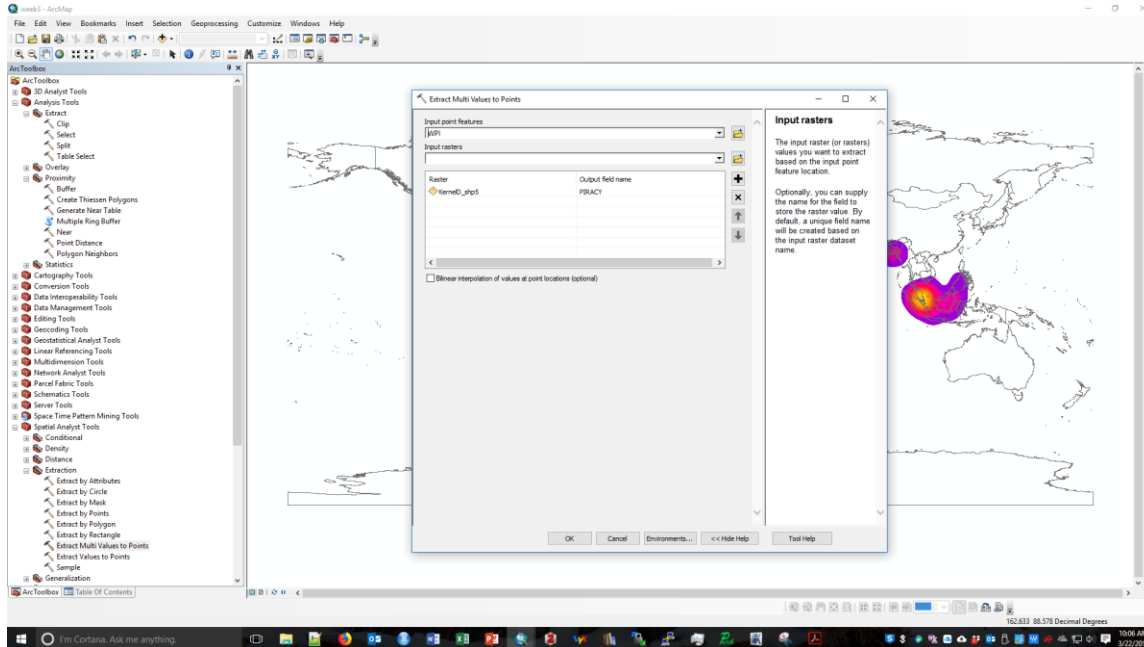 week3 - ArcMap
File Edit View Bookmarks Insert Selection Geoprocessing Customize Windows Help
ArcToolbox
ArcToolbox
3D Analyst Tools
Analysis Tools
Extract
Clip
Select
Split
Table Select
Overlay
Proximity
Buffer
Create Thiessen Polygons
Generate Near Table
Multiple Ring Buffer
Near
Point Distance
Polygon Neighbors
Statistics
Cartography Tools
Conversion Tools
Data Interoperability Tools
Data Management Tools
Editing Tools
Geocoding Tools
Geostatistical Analyst Tools
Linear Referencing Tools
Multidimension Tools
Network Analyst Tools
Parcel Fabric Tools
Schematics Tools
Server Tools
Space Time Pattern Mining Tools
Spatial Analyst Tools
Conditional
Density
Distance
Extraction
Extract by Attributes
Extract by Circle
Extract by Mask
Extract by Points
Extract by Polygon
Extract by Rectangle
Extract Multi Values to Points
Extract Values to Points
Sample
Generalization
ArcToolbox Table Of Contents
Extract Multi Values to Points
Input point features
WPI
Input rasters
Raster Output field name
KernelD_shp5 PIRACY
Bilinear interpolation of values at point locations (optional)
OK Cancel Environments... << Hide Help Tool Help
Input rasters
The input raster (or rasters)
values you want to extract
based on the input point
feature location.
Optionally, you can supply
the name for the field to
store the raster value. By
default, a unique field name
will be created based on
the input raster dataset
name.
162.633 88.578 Decimal Degrees
I'm Cortana. Ask me anything.
10:06 AM